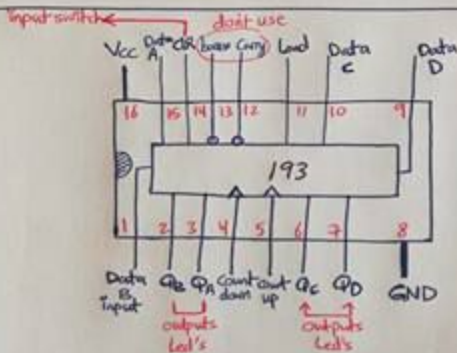 Input switch
don't use
Vcc Data A CLR borrow Carry Load Data C Data D
16 15 14 13 12 11 10 9
193
1 2 3 4 5 6 7 8
Data B input QB QA Count down Count up QC QD GND
outputs Led's outputs Led's